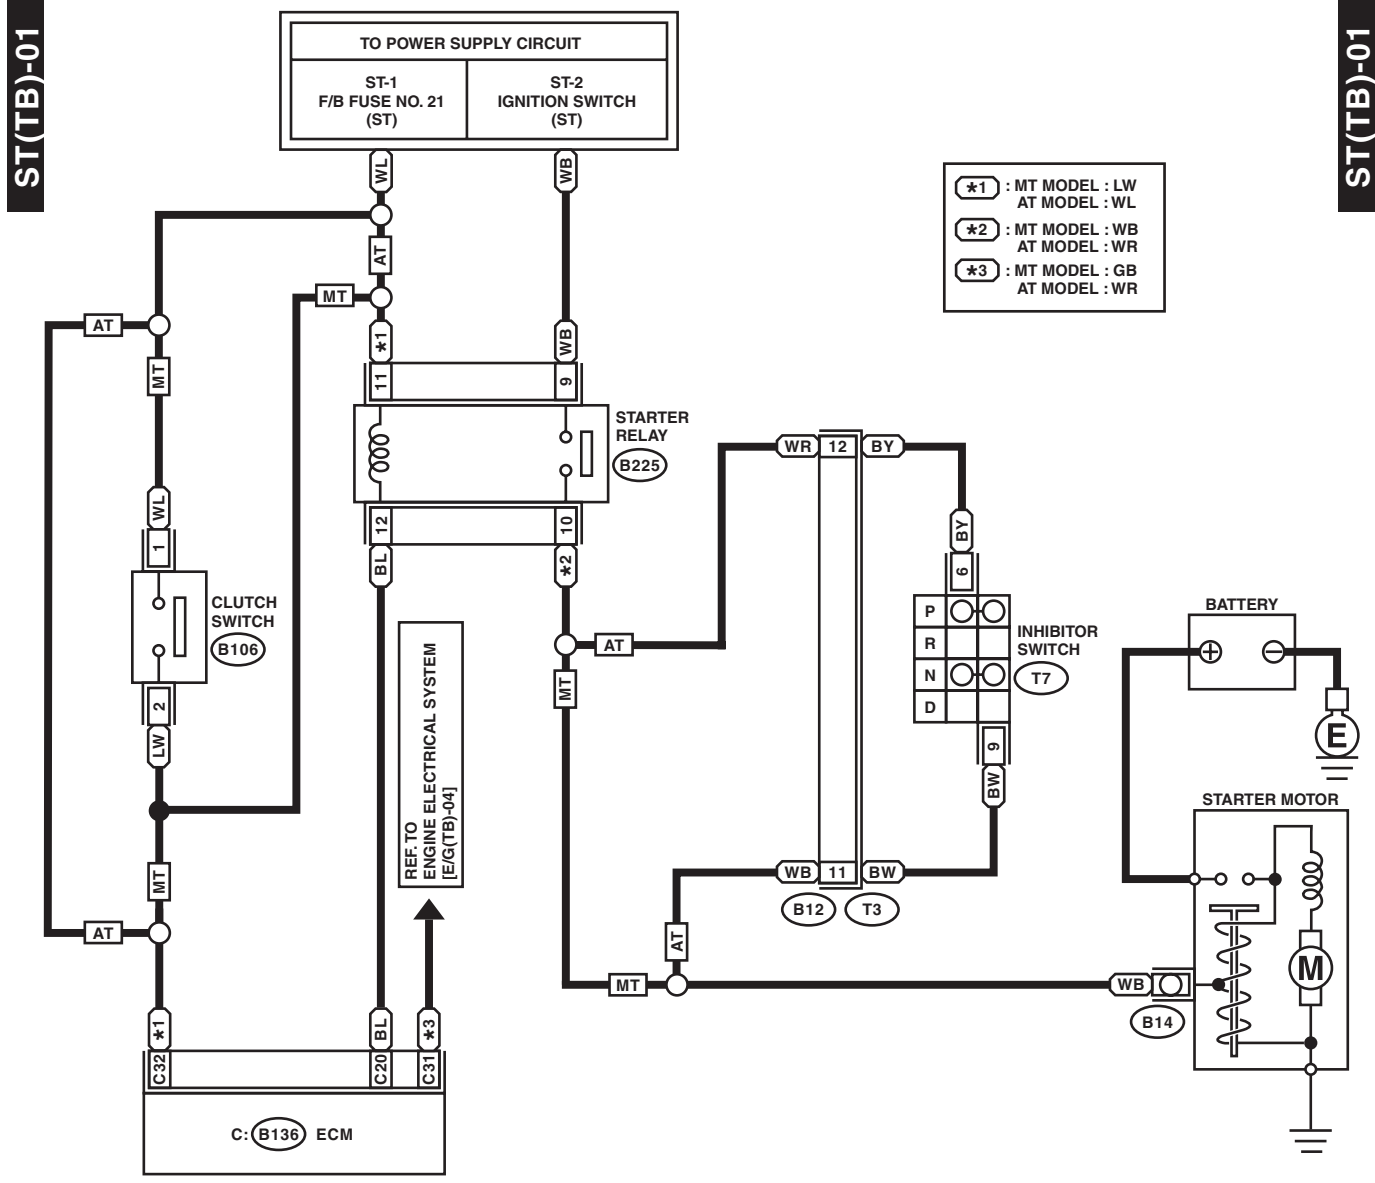 ST(TB)-01
ST(TB)-01
TO POWER SUPPLY CIRCUIT
ST-1
F/B FUSE NO. 21
(ST)
ST-2
IGNITION SWITCH
(ST)
WL
WB
*1 : MT MODEL : LW
AT MODEL : WL
*2 : MT MODEL : WB
AT MODEL : WR
*3 : MT MODEL : GB
AT MODEL : WR
AT
MT
AT
MT
*1
WB
11
9
STARTER
RELAY
B225
12
10
BL
*2
WL
1
CLUTCH
SWITCH
B106
2
LW
MT
AT
AT
MT
WR
12
BY
BY
6
P
R
N
D
INHIBITOR
SWITCH
T7
9
BW
WB
11
BW
B12
T3
AT
MT
REF. TO
ENGINE ELECTRICAL SYSTEM
[E/G(TB)-04]
BATTERY
+
−
E
STARTER MOTOR
M
WB
B14
*1
BL
*3
C32
C20
C31
C: B136 ECM